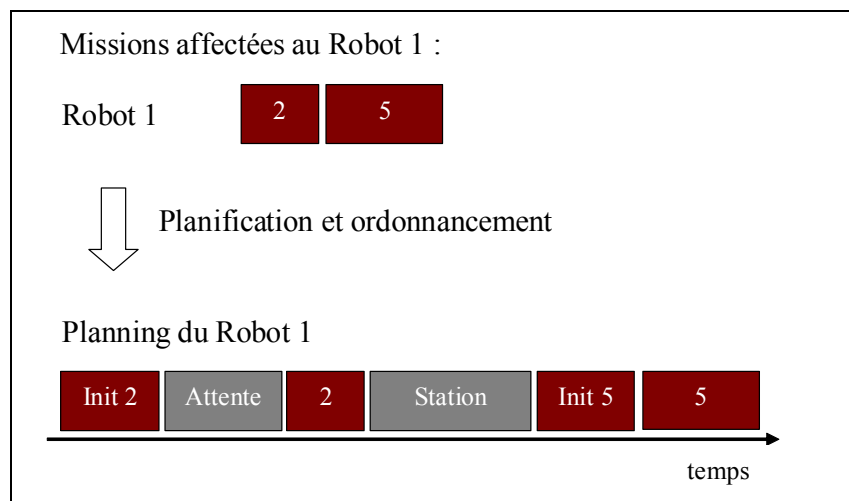 Missions affectées au Robot 1 :
Robot 1 2 5
Planification et ordonnancement
Planning du Robot 1
Init 2 Attente 2 Station Init 5 5
temps